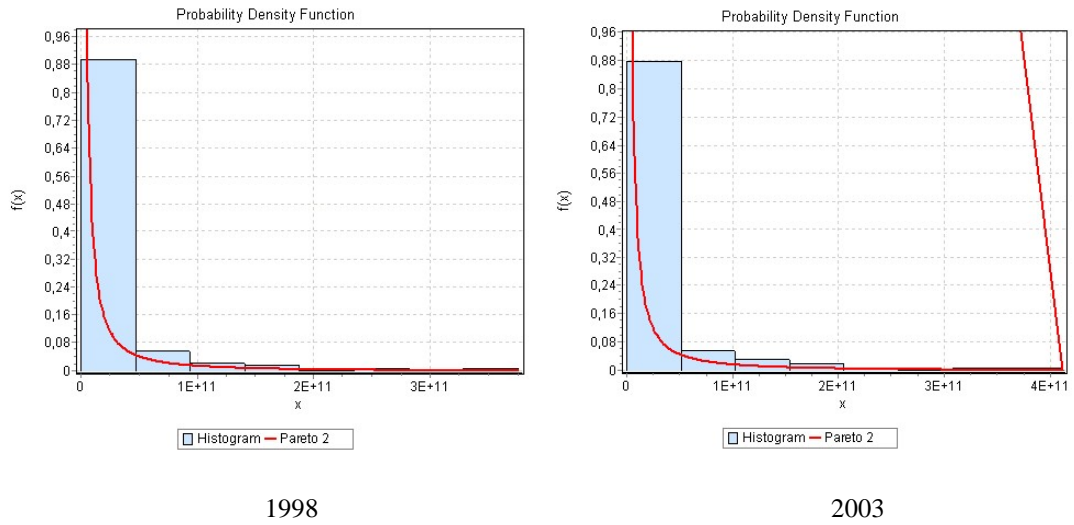 Probability Density Function
0,96
0,88
0,8
0,72
0,64
0,56
0,48
0,4
0,32
0,24
0,16
0,08
0
f(x)
0 1E+11 2E+11 3E+11
x
Histogram Pareto 2
1998
Probability Density Function
0,96
0,88
0,8
0,72
0,64
0,56
0,48
0,4
0,32
0,24
0,16
0,08
0
f(x)
0 1E+11 2E+11 3E+11 4E+11
x
Histogram Pareto 2
2003